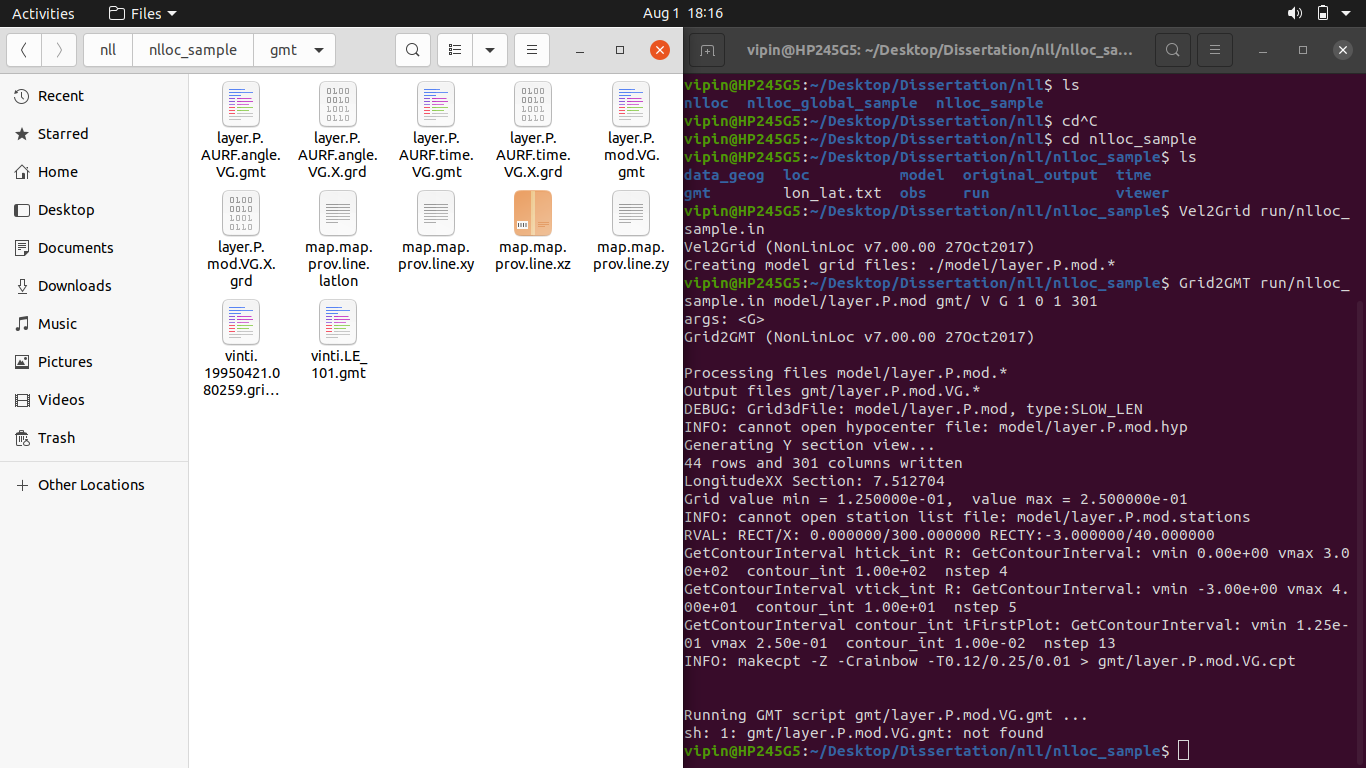 Activities
Files
Aug 1 18:16
nll
nlloc_sample
gmt
Recent
Starred
Home
Desktop
Documents
Downloads
Music
Pictures
Videos
Trash
Other Locations
layer.P.
AURF.angle.
VG.gmt
layer.P.
AURF.angle.
VG.X.grd
layer.P.
AURF.time.
VG.gmt
layer.P.
AURF.time.
VG.X.grd
layer.P.
mod.VG.
gmt
layer.P.
mod.VG.X.
grd
map.map.
prov.line.
latlon
map.map.
prov.line.xy
map.map.
prov.line.xz
map.map.
prov.line.zy
vinti.
19950421.0
80259.gri…
vinti.LE_
101.gmt
vipin@HP245G5: ~/Desktop/Dissertation/nll/nlloc_sa…
vipin@HP245G5:~/Desktop/Dissertation/nll$ ls
nlloc  nlloc_global_sample  nlloc_sample
vipin@HP245G5:~/Desktop/Dissertation/nll$ cd^C
vipin@HP245G5:~/Desktop/Dissertation/nll$ cd nlloc_sample
vipin@HP245G5:~/Desktop/Dissertation/nll/nlloc_sample$ ls
data_geog  loc          model  original_output  time
gmt        lon_lat.txt  obs    run              viewer
vipin@HP245G5:~/Desktop/Dissertation/nll/nlloc_sample$ Vel2Grid run/nlloc_
sample.in
Vel2Grid (NonLinLoc v7.00.00 27Oct2017)
Creating model grid files: ./model/layer.P.mod.*
vipin@HP245G5:~/Desktop/Dissertation/nll/nlloc_sample$ Grid2GMT run/nlloc_
sample.in model/layer.P.mod gmt/ V G 1 0 1 301
args: <G>
Grid2GMT (NonLinLoc v7.00.00 27Oct2017)
Processing files model/layer.P.mod.*
Output files gmt/layer.P.mod.VG.*
DEBUG: Grid3dFile: model/layer.P.mod, type:SLOW_LEN
INFO: cannot open hypocenter file: model/layer.P.mod.hyp
Generating Y section view...
44 rows and 301 columns written
LongitudeXX Section: 7.512704
Grid value min = 1.250000e-01,  value max = 2.500000e-01
INFO: cannot open station list file: model/layer.P.mod.stations
RVAL: RECT/X: 0.000000/300.000000 RECTY:-3.000000/40.000000
GetContourInterval htick_int R: GetContourInterval: vmin 0.00e+00 vmax 3.0
0e+02  contour_int 1.00e+02  nstep 4
GetContourInterval vtick_int R: GetContourInterval: vmin -3.00e+00 vmax 4.
00e+01  contour_int 1.00e+01  nstep 5
GetContourInterval contour_int iFirstPlot: GetContourInterval: vmin 1.25e-
01 vmax 2.50e-01  contour_int 1.00e-02  nstep 13
INFO: makecpt -Z -Crainbow -T0.12/0.25/0.01 > gmt/layer.P.mod.VG.cpt
Running GMT script gmt/layer.P.mod.VG.gmt ...
sh: 1: gmt/layer.P.mod.VG.gmt: not found
vipin@HP245G5:~/Desktop/Dissertation/nll/nlloc_sample$